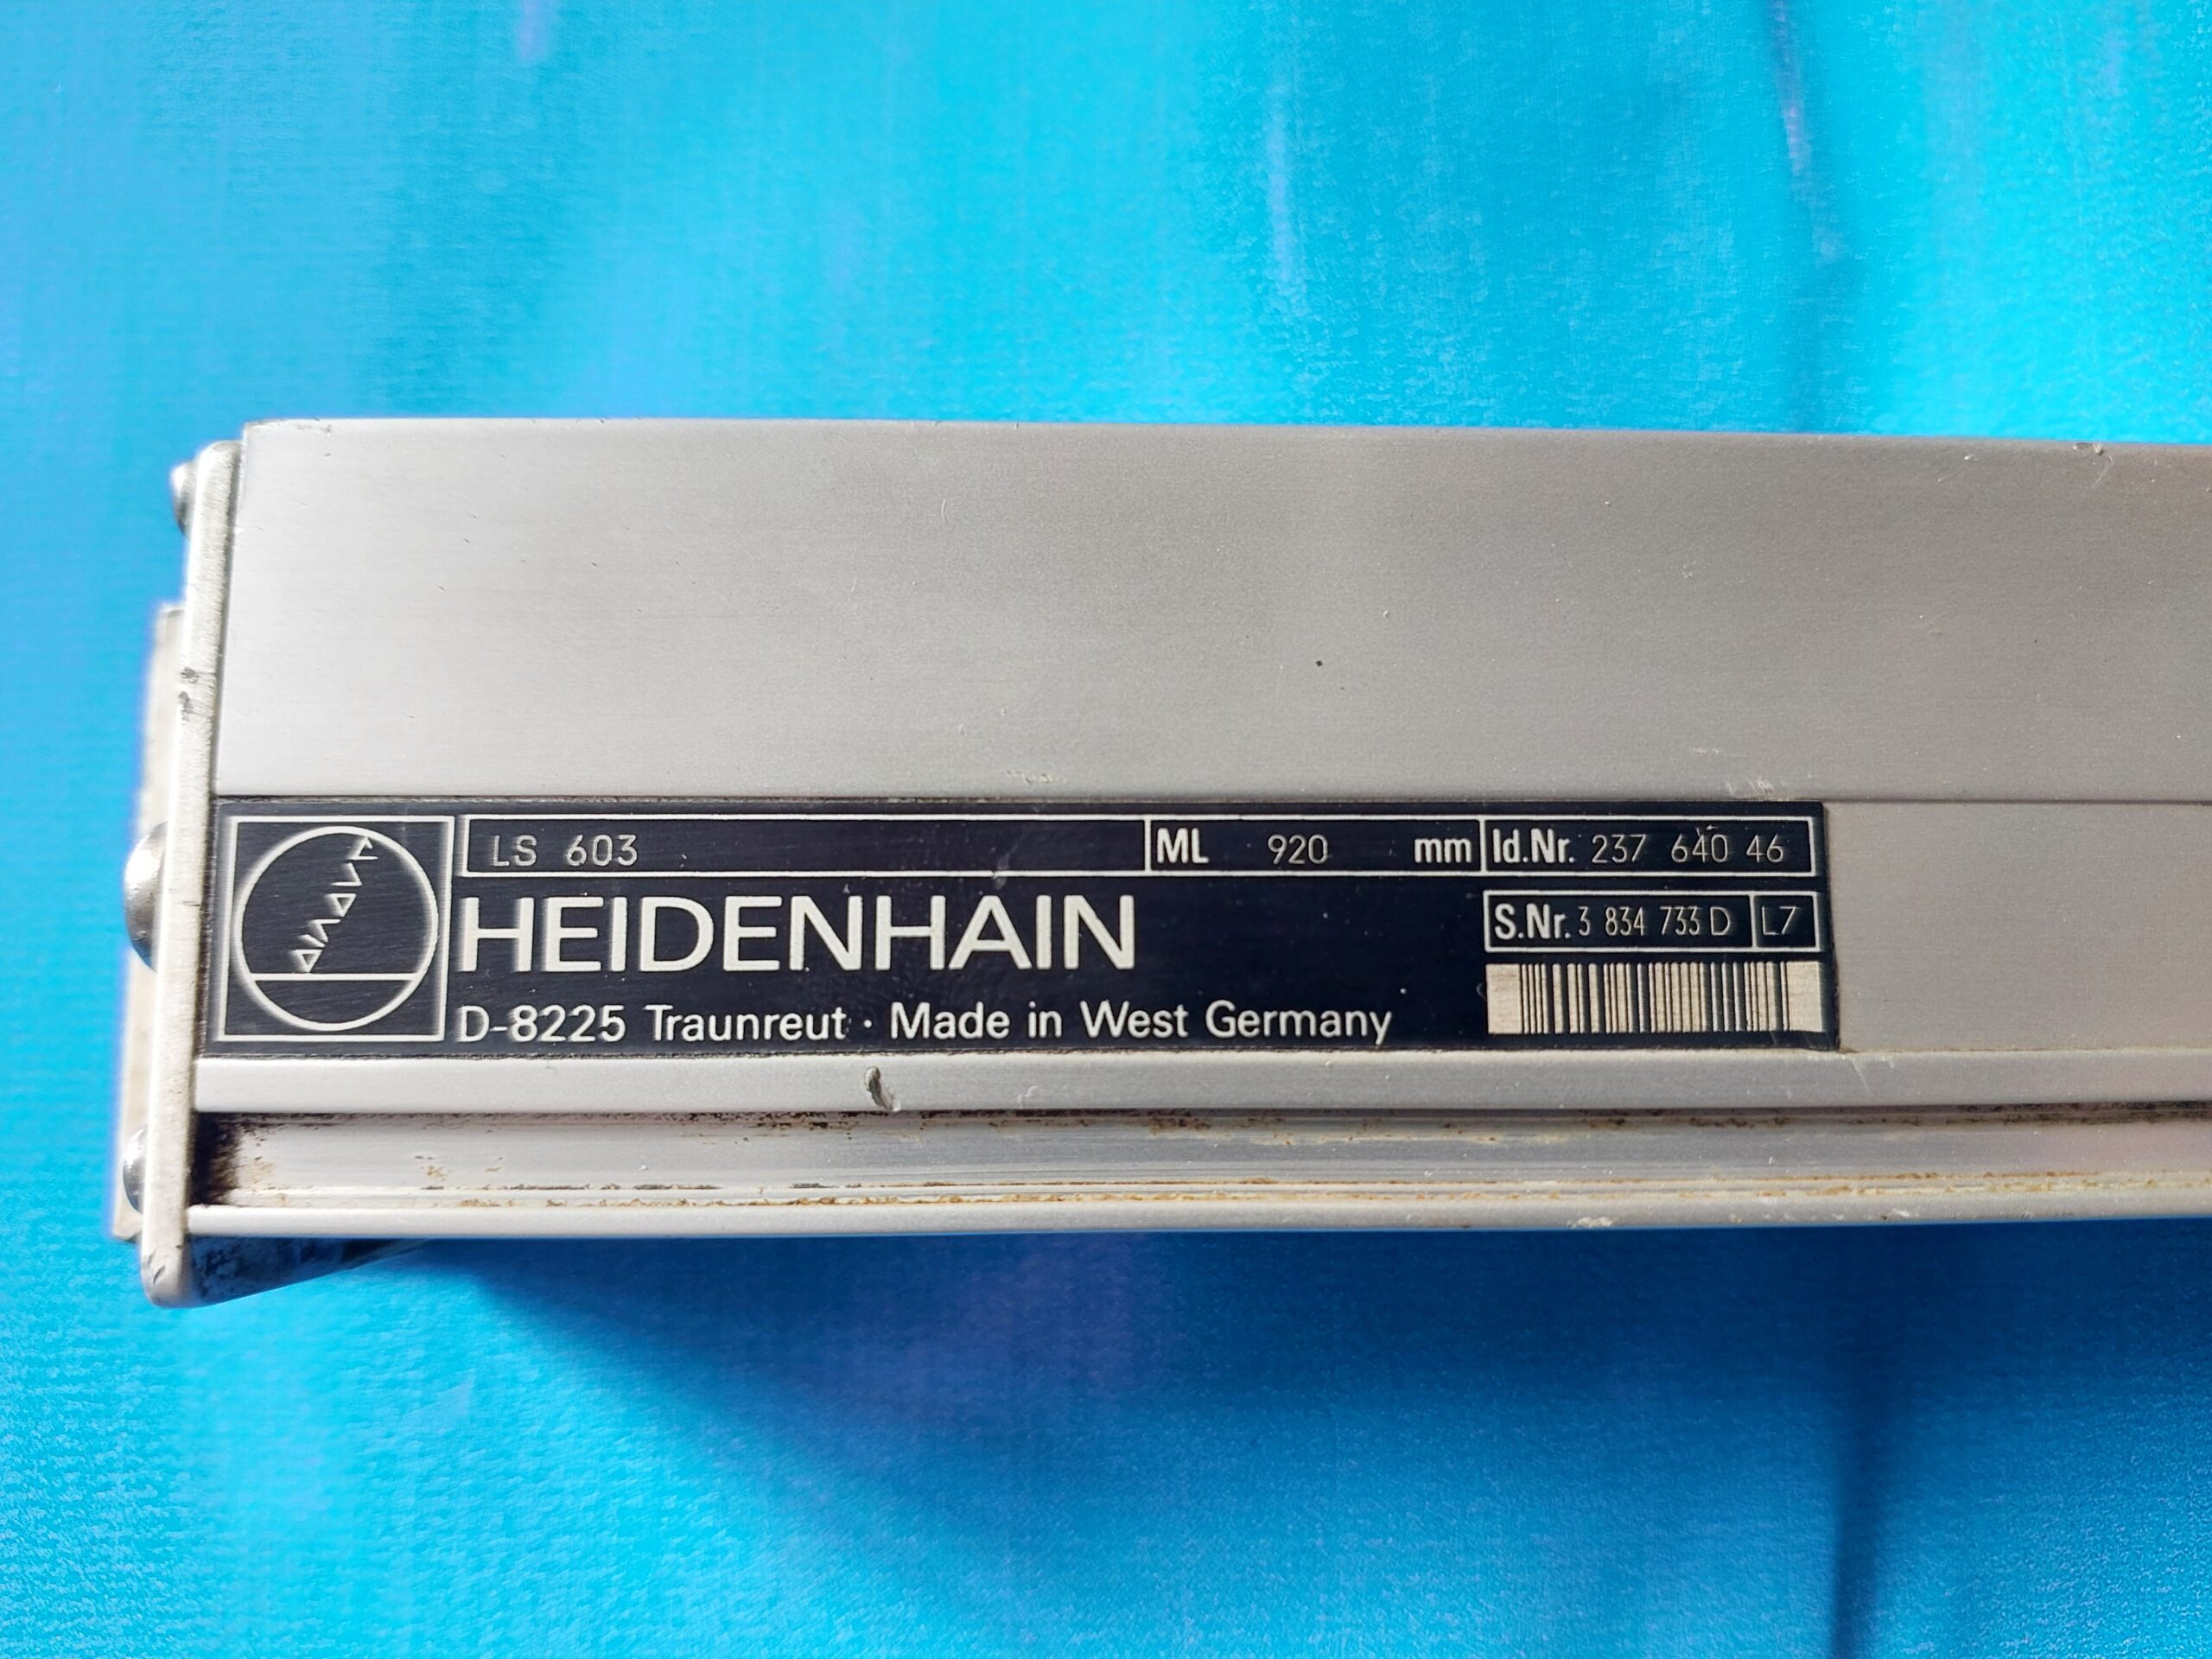 LS 603 ML 920 mm Id.Nr. 237 640 46
HEIDENHAIN
S.Nr. 3 834 733 D L7
D-8225 Traunreut · Made in West Germany